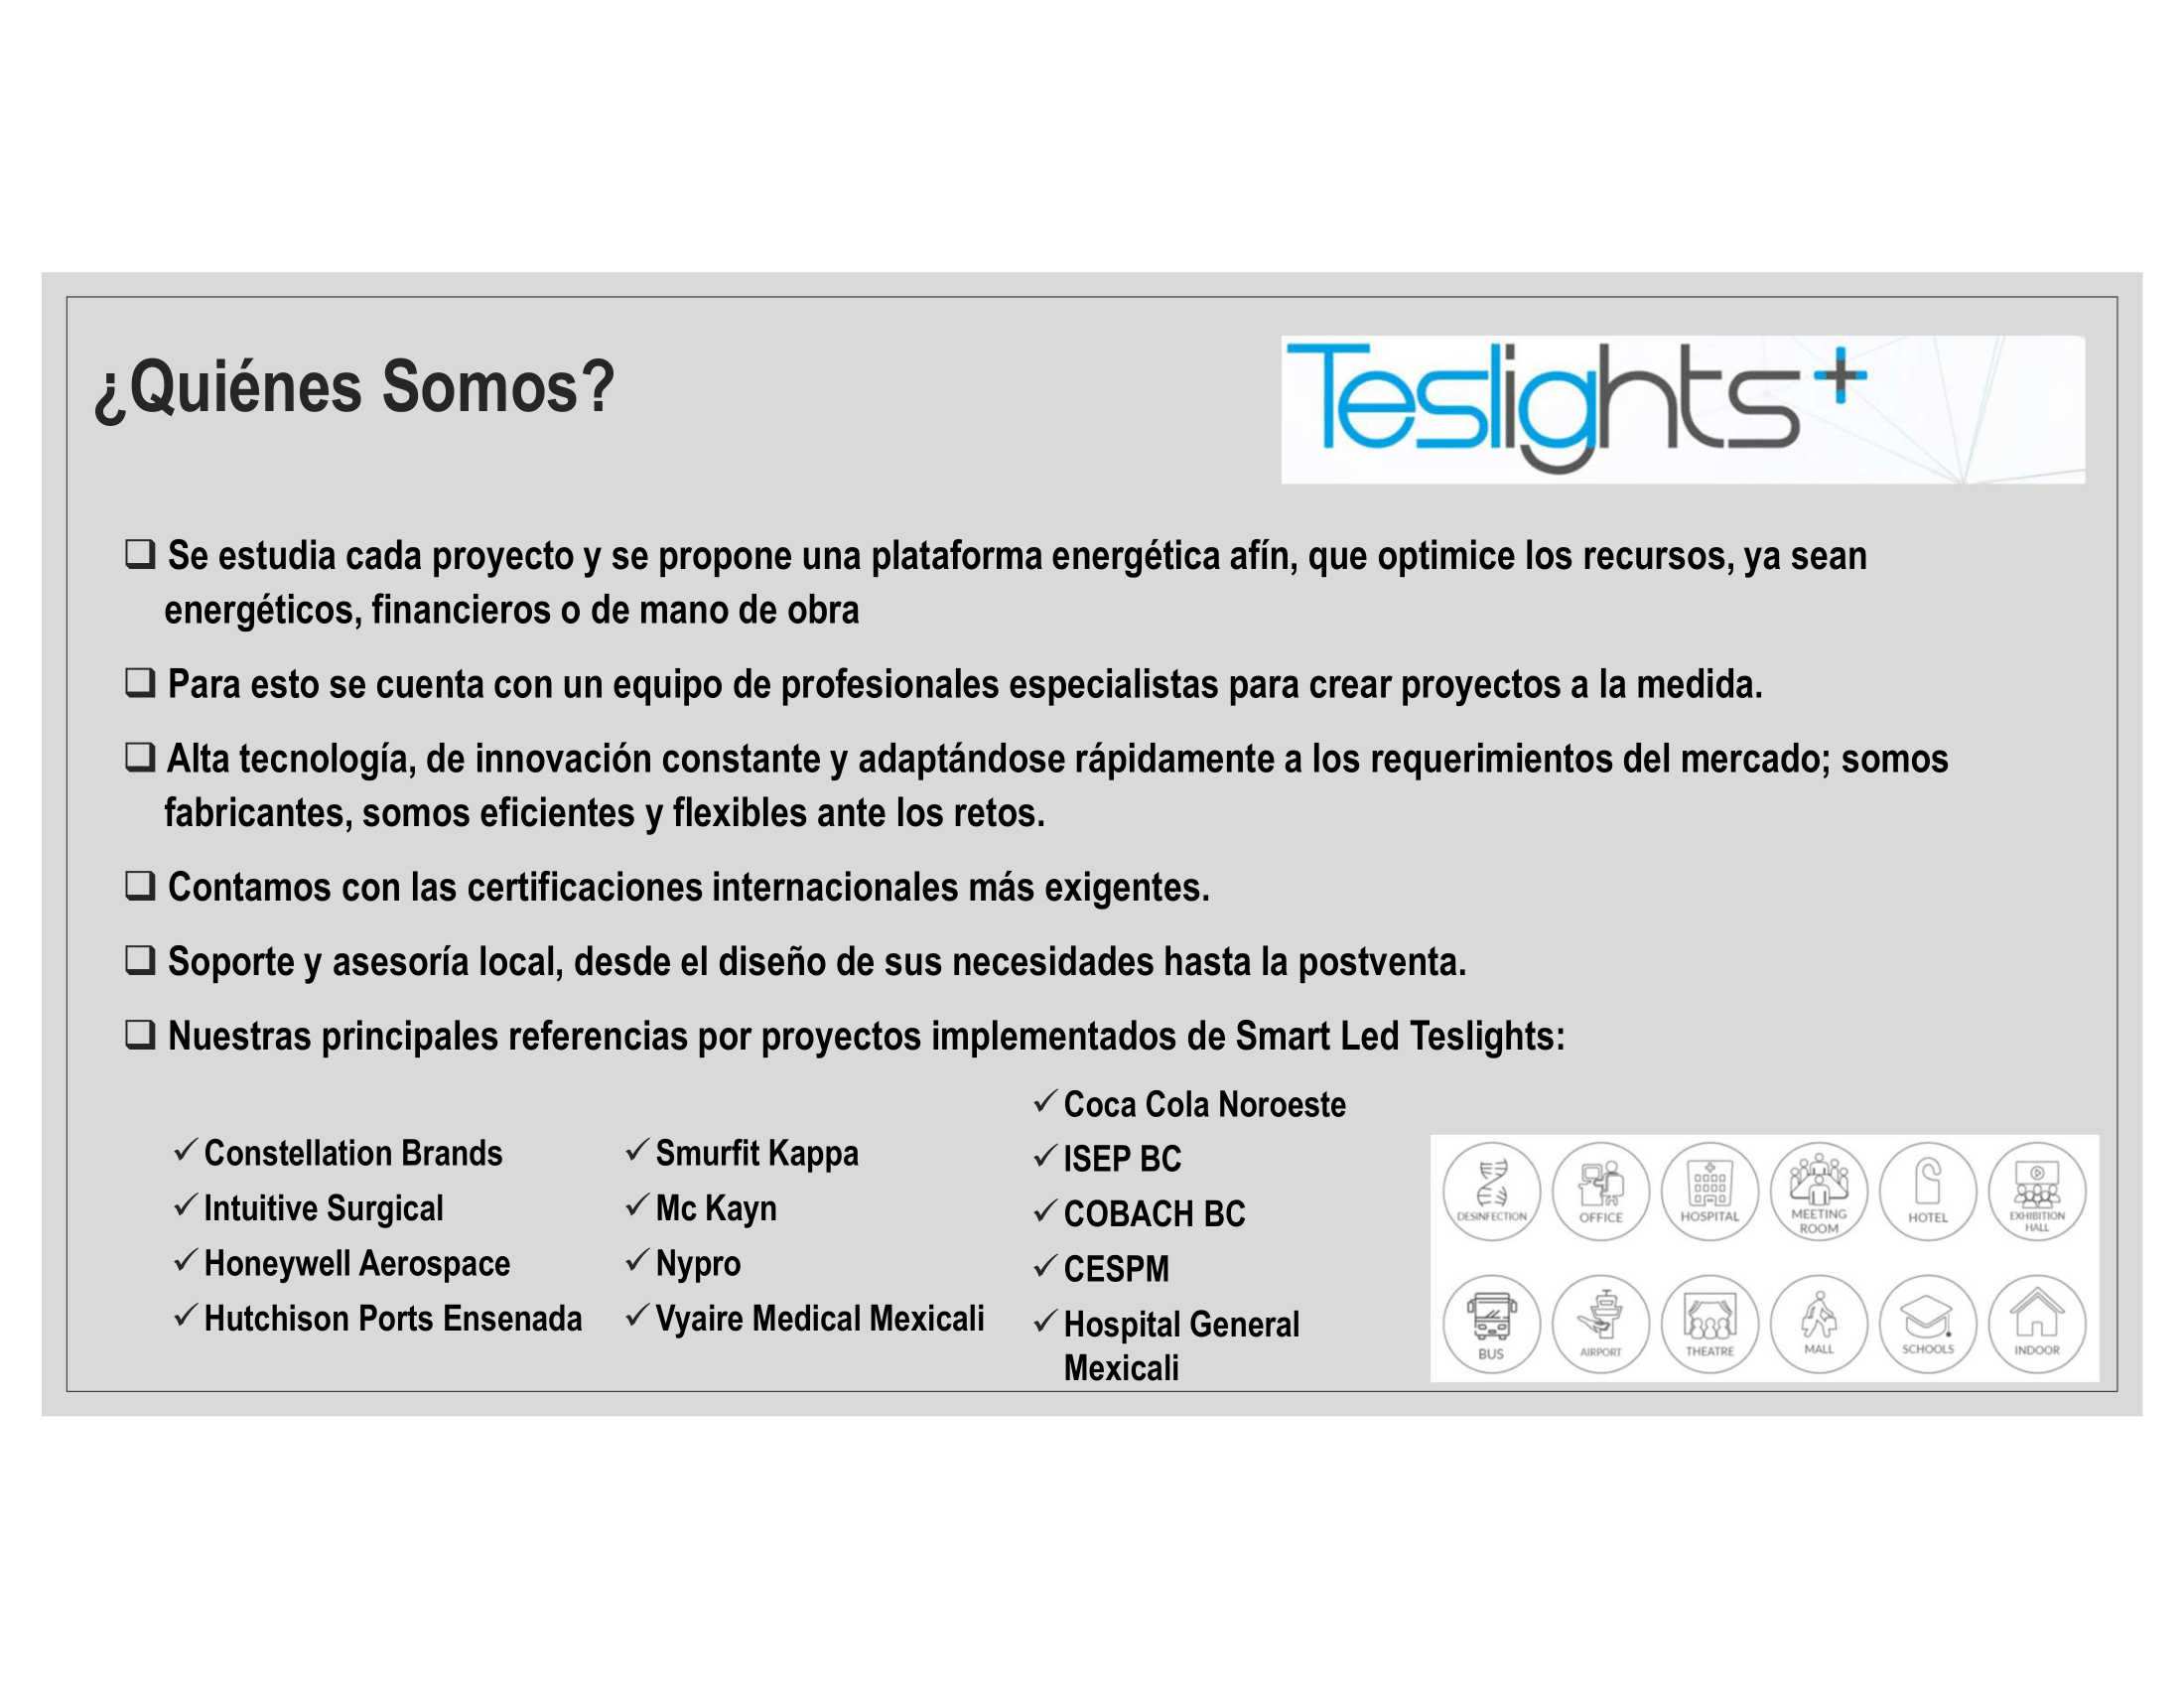 ¿Quiénes Somos?
Teslights+
Se estudia cada proyecto y se propone una plataforma energética afín, que optimice los recursos, ya sean
energéticos, financieros o de mano de obra
Para esto se cuenta con un equipo de profesionales especialistas para crear proyectos a la medida.
Alta tecnología, de innovación constante y adaptándose rápidamente a los requerimientos del mercado; somos
fabricantes, somos eficientes y flexibles ante los retos.
Contamos con las certificaciones internacionales más exigentes.
Soporte y asesoría local, desde el diseño de sus necesidades hasta la postventa.
Nuestras principales referencias por proyectos implementados de Smart Led Teslights:
Constellation Brands
Intuitive Surgical
Honeywell Aerospace
Hutchison Ports Ensenada
Smurfit Kappa
Mc Kayn
Nypro
Vyaire Medical Mexicali
Coca Cola Noroeste
ISEP BC
COBACH BC
CESPM
Hospital General
Mexicali
DESINFECTION
OFFICE
HOSPITAL
MEETING
ROOM
HOTEL
EXHIBITION
HALL
BUS
AIRPORT
THEATRE
MALL
SCHOOLS
INDOOR